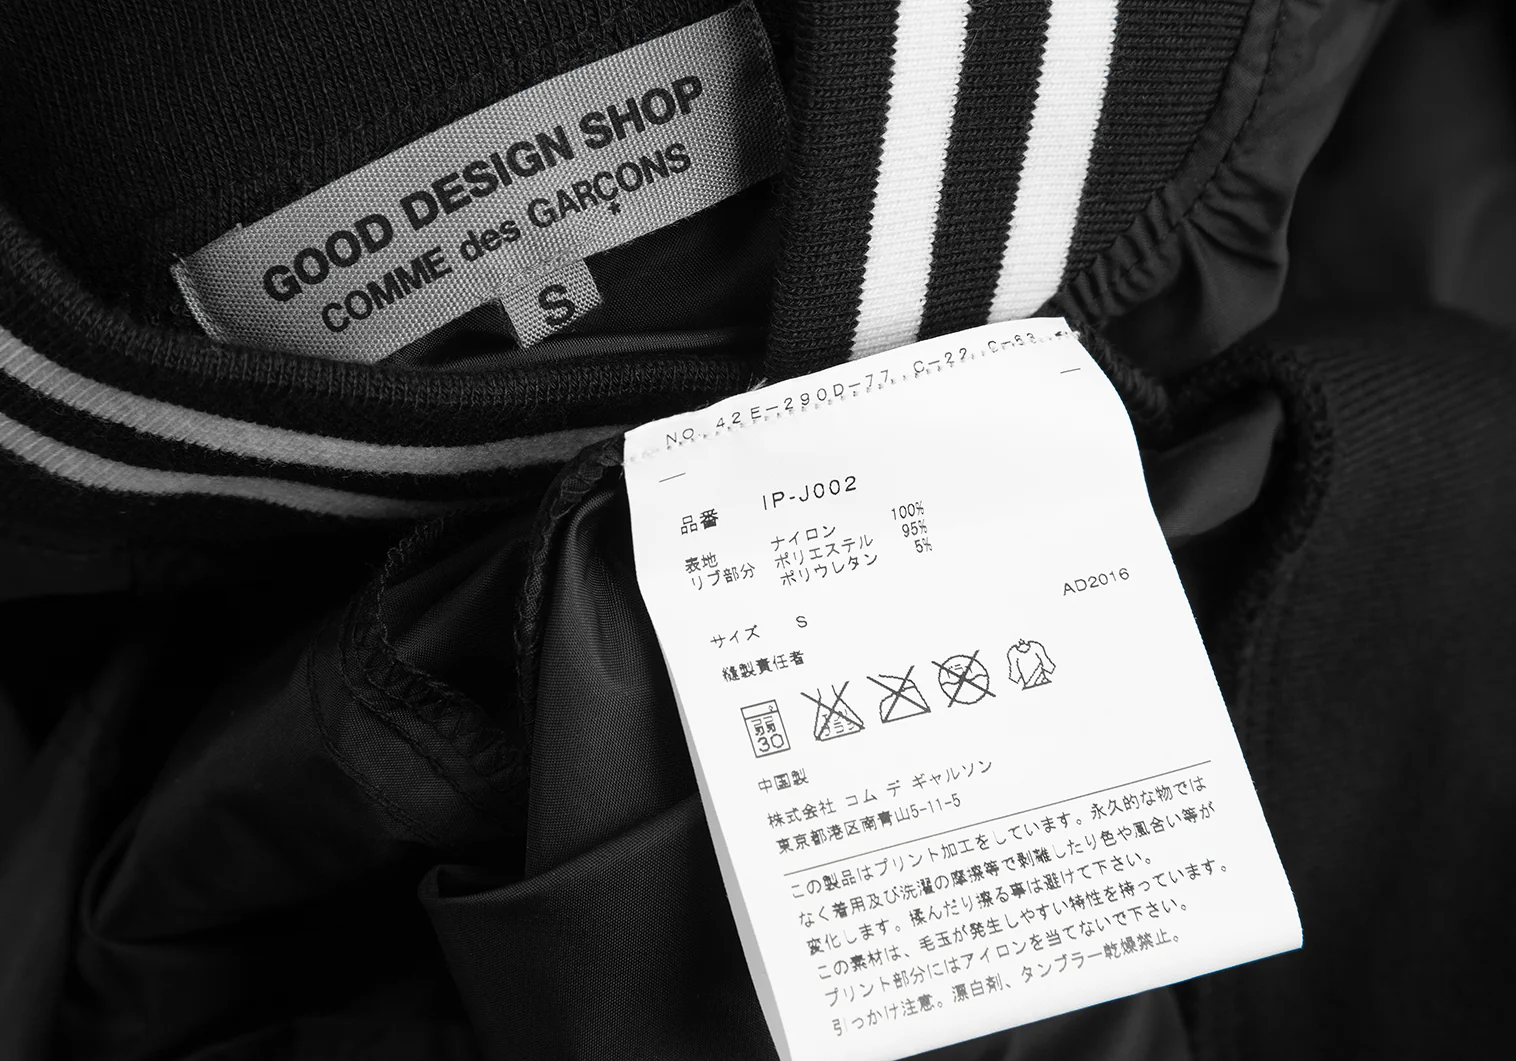 GOOD DESIGN SHOP
COMME des GARÇONS
S
NO. 42E-290D-77, C-22, C-63
品番 IP-J002
表地 ナイロン 100%
リブ部分 ポリエステル 95%
ポリウレタン 5%
AD2016
サイズ S
縫製責任者
弱
30
中国製
株式会社 コム デ ギャルソン
東京都港区南青山5-11-5
この製品はプリント加工をしています。永久的な物では
なく着用及び洗濯の摩擦等で剥離したり色や風合い等が
変化します。揉んだり擦る事は避けて下さい。
この素材は、毛玉が発生しやすい特性を持っています。
プリント部分にはアイロンを当てないで下さい。
引っかけ注意。漂白剤、タンブラー乾燥禁止。